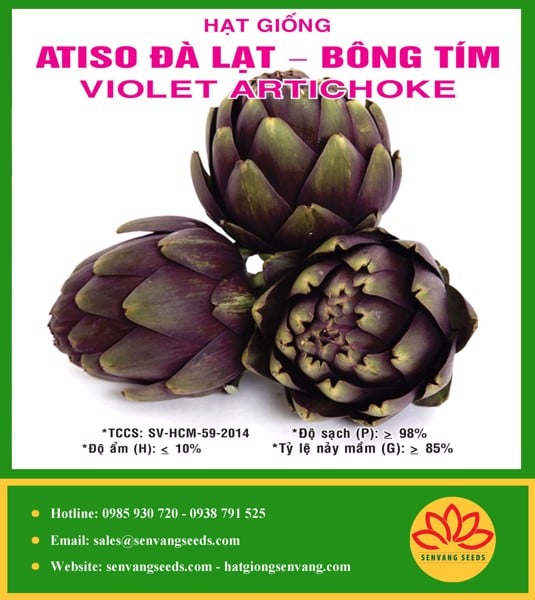 HẠT GIỐNG
ATISO ĐÀ LẠT – BÔNG TÍM
VIOLET ARTICHOKE
*TCCS: SV-HCM-59-2014
*Độ sạch (P): ≥ 98%
*Độ ẩm (H): ≤ 10%
*Tỷ lệ nảy mầm (G): ≥ 85%
Hotline: 0985 930 720 - 0938 791 525
Email: sales@senvangseeds.com
Website: senvangseeds.com - hatgiongsenvang.com
SENVANG SEEDS